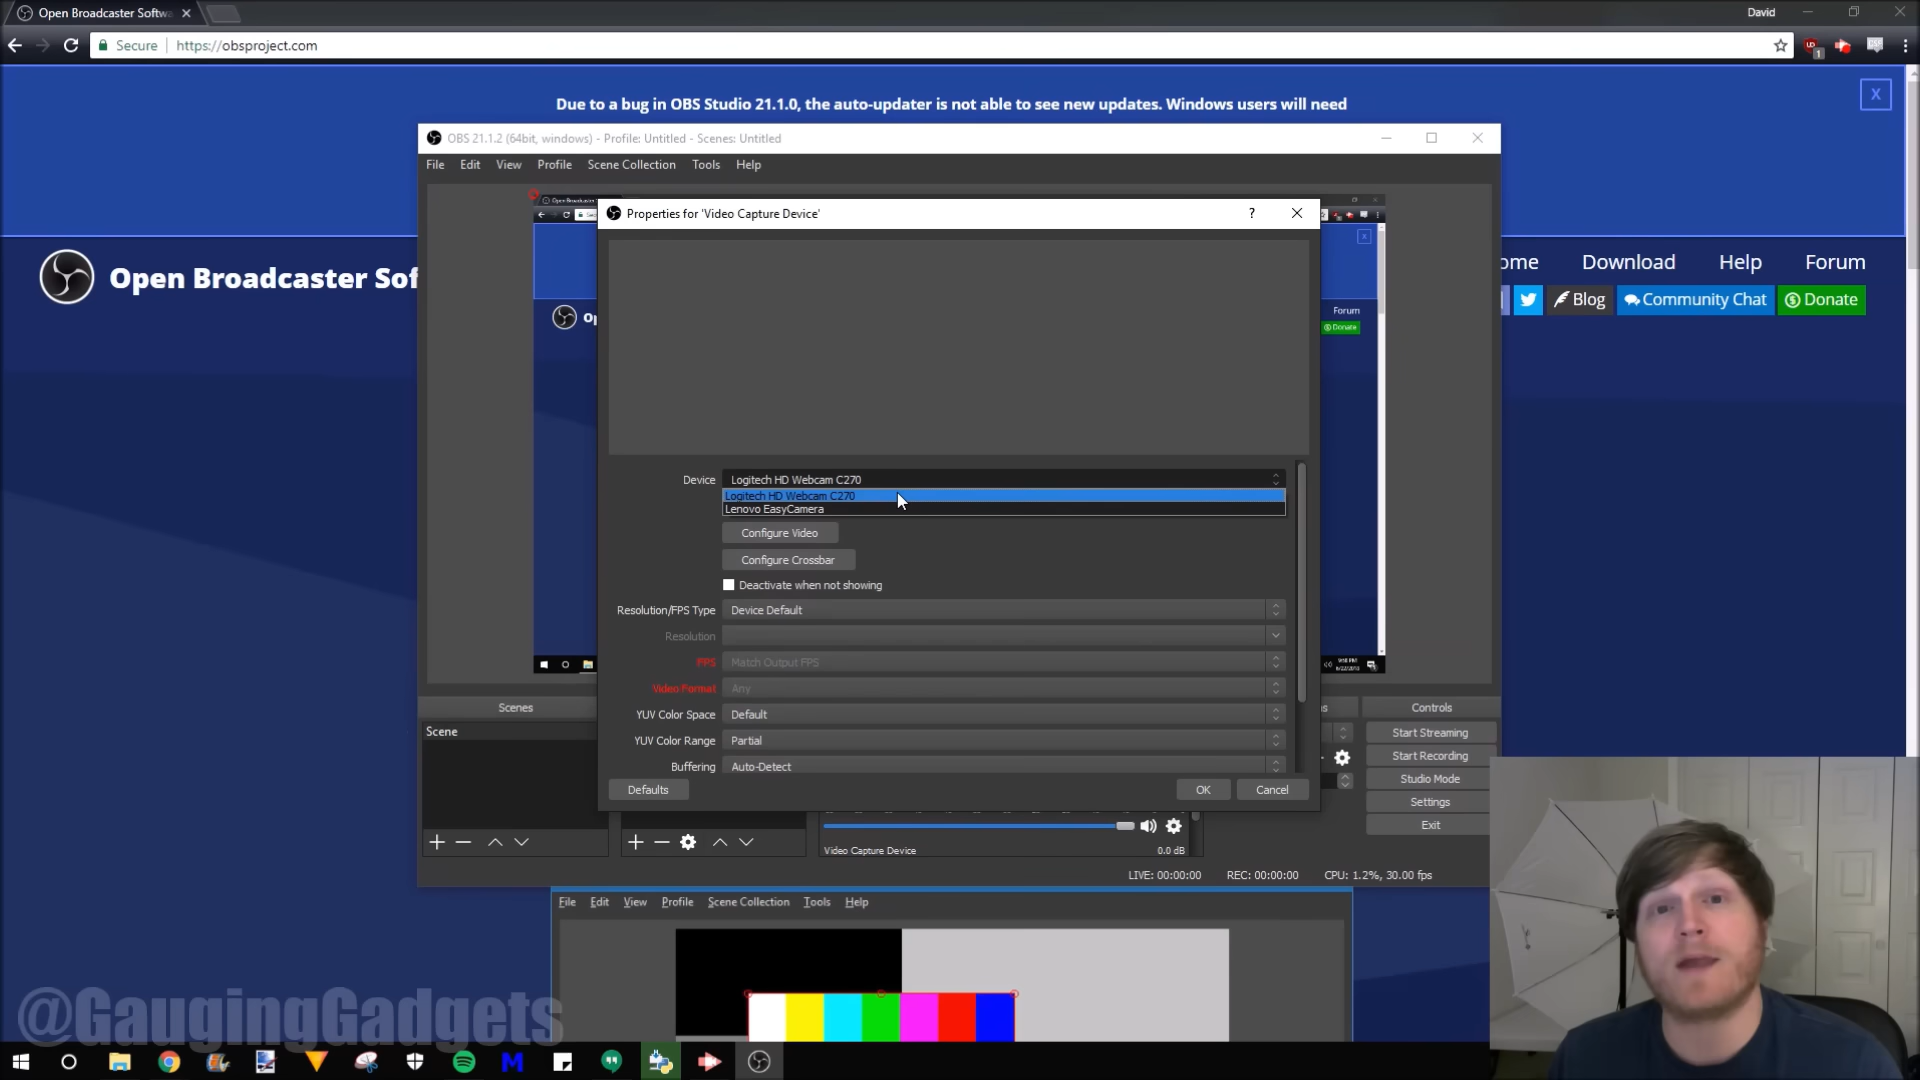 Open Broadcaster Softwa
David
Secure
https://obsproject.com
Due to a bug in OBS Studio 21.1.0, the auto-updater is not able to see new updates. Windows users will need
X
OBS 21.1.2 (64bit, windows) - Profile: Untitled - Scenes: Untitled
File Edit View Profile Scene Collection Tools Help
Properties for 'Video Capture Device'
?
Open Broadcaster Sof
ome Download Help Forum
Blog Community Chat Donate
Forum
Donate
Device Logitech HD Webcam C270
Logitech HD Webcam C270
Lenovo EasyCamera
Configure Video
Configure Crossbar
Deactivate when not showing
Resolution/FPS Type Device Default
Resolution
FPS Match Output FPS
Video Format Any
YUV Color Space Default
YUV Color Range Partial
Buffering Auto-Detect
Defaults OK Cancel
Scenes
Scene
Controls
Start Streaming
Start Recording
Studio Mode
Settings
Exit
Video Capture Device 0.0 dB
LIVE: 00:00:00 REC: 00:00:00 CPU: 1.2%, 30.00 fps
File Edit View Profile Scene Collection Tools Help
@GaugingGadgets